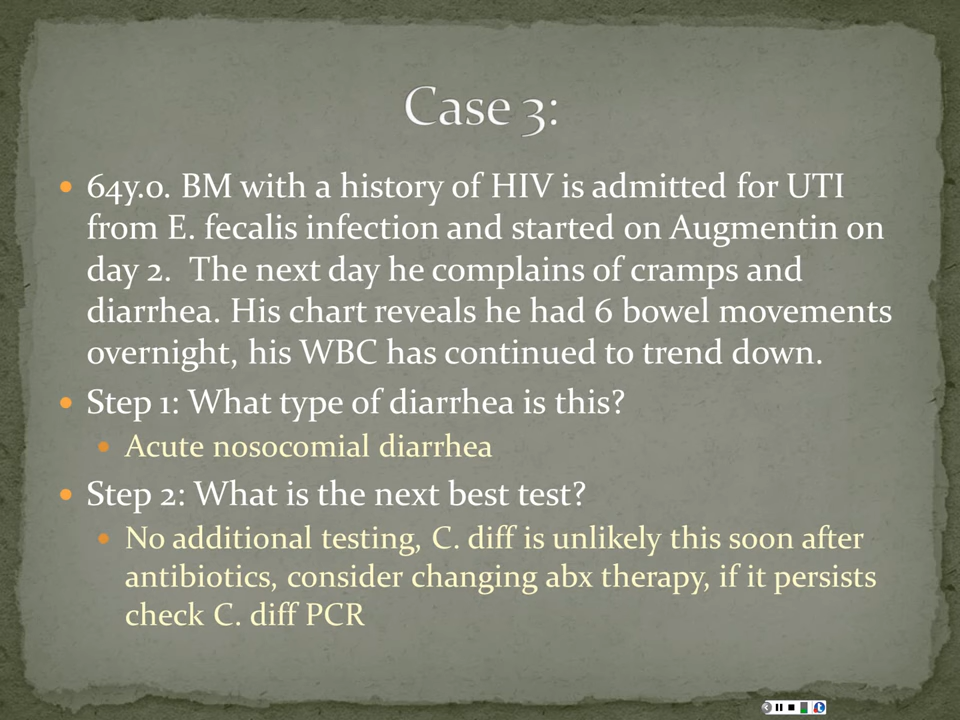 Case 3:
64y.o. BM with a history of HIV is admitted for UTI
from E. fecalis infection and started on Augmentin on
day 2.  The next day he complains of cramps and
diarrhea. His chart reveals he had 6 bowel movements
overnight, his WBC has continued to trend down.
Step 1: What type of diarrhea is this?
Acute nosocomial diarrhea
Step 2: What is the next best test?
No additional testing, C. diff is unlikely this soon after
antibiotics, consider changing abx therapy, if it persists
check C. diff PCR